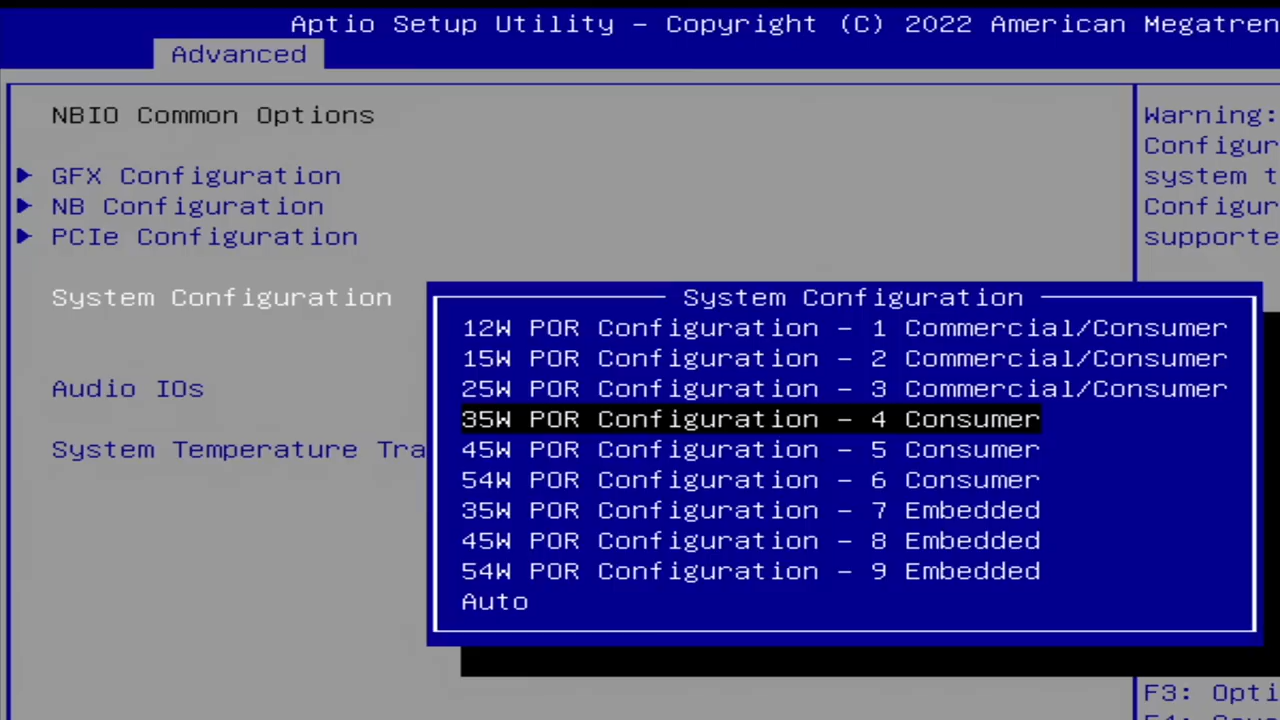 Aptio Setup Utility – Copyright (C) 2022 American Megatren
Advanced
NBIO Common Options
GFX Configuration
NB Configuration
PCIe Configuration
System Configuration
Audio IOs
System Temperature Tra
System Configuration
12W POR Configuration – 1 Commercial/Consumer
15W POR Configuration – 2 Commercial/Consumer
25W POR Configuration – 3 Commercial/Consumer
35W POR Configuration – 4 Consumer
45W POR Configuration – 5 Consumer
54W POR Configuration – 6 Consumer
35W POR Configuration – 7 Embedded
45W POR Configuration – 8 Embedded
54W POR Configuration – 9 Embedded
Auto
Warning:
Configur
system t
Configur
supporte
F3: Opti